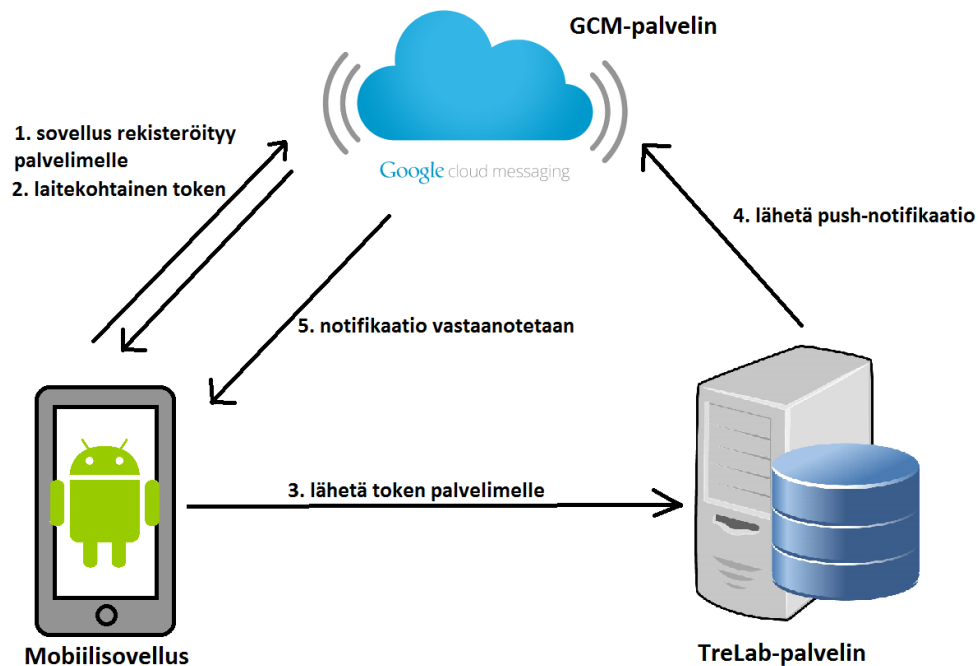 GCM-palvelin
1. sovellus rekisteröityy
palvelimelle
2. laitekohtainen token
Google cloud messaging
4. lähetä push-notifikaatio
5. notifikaatio vastaanotetaan
3. lähetä token palvelimelle
Mobiilisovellus
TreLab-palvelin